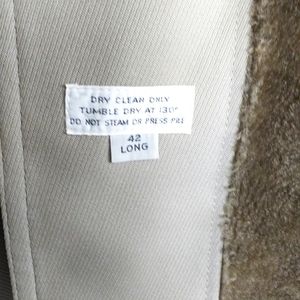 DRY CLEAN ONLY
TUMBLE DRY AT 130°
DO NOT STEAM OR PRESS PILE
42
LONG